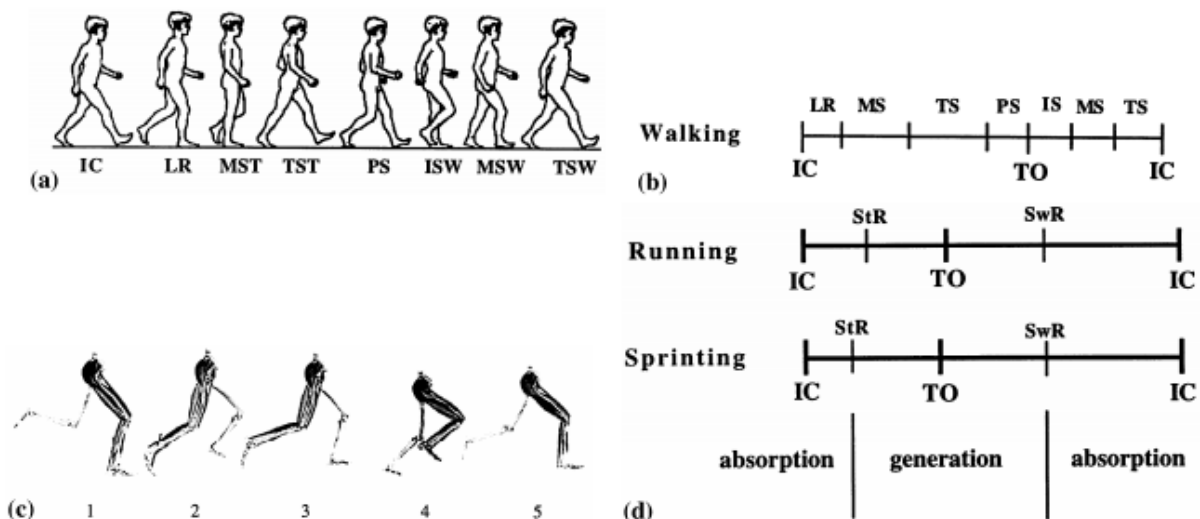 IC LR MST TST PS ISW MSW TSW
(a)
LR MS TS PS IS MS TS
Walking
IC TO IC
(b)
StR SwR
Running
IC TO IC
StR SwR
Sprinting
IC TO IC
absorption generation absorption
(c) 1 2 3 4 5
(d)